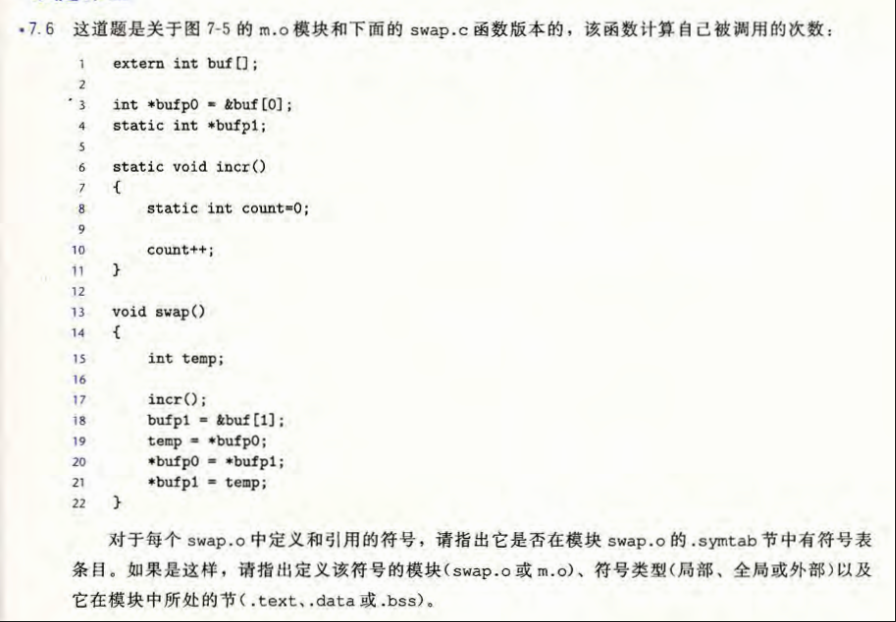 •7.6 这道题是关于图 7-5 的 m.o 模块和下面的 swap.c 函数版本的，该函数计算自己被调用的次数：
1 extern int buf[];
2
3 int *bufp0 = &buf[0];
4 static int *bufp1;
5
6 static void incr()
7 {
8 static int count=0;
9
10 count++;
11 }
12
13 void swap()
14 {
15 int temp;
16
17 incr();
18 bufp1 = &buf[1];
19 temp = *bufp0;
20 *bufp0 = *bufp1;
21 *bufp1 = temp;
22 }
对于每个 swap.o 中定义和引用的符号，请指出它是否在模块 swap.o 的.symtab 节中有符号表
条目。如果是这样，请指出定义该符号的模块(swap.o 或 m.o)、符号类型(局部、全局或外部)以及
它在模块中所处的节(.text、.data 或.bss)。